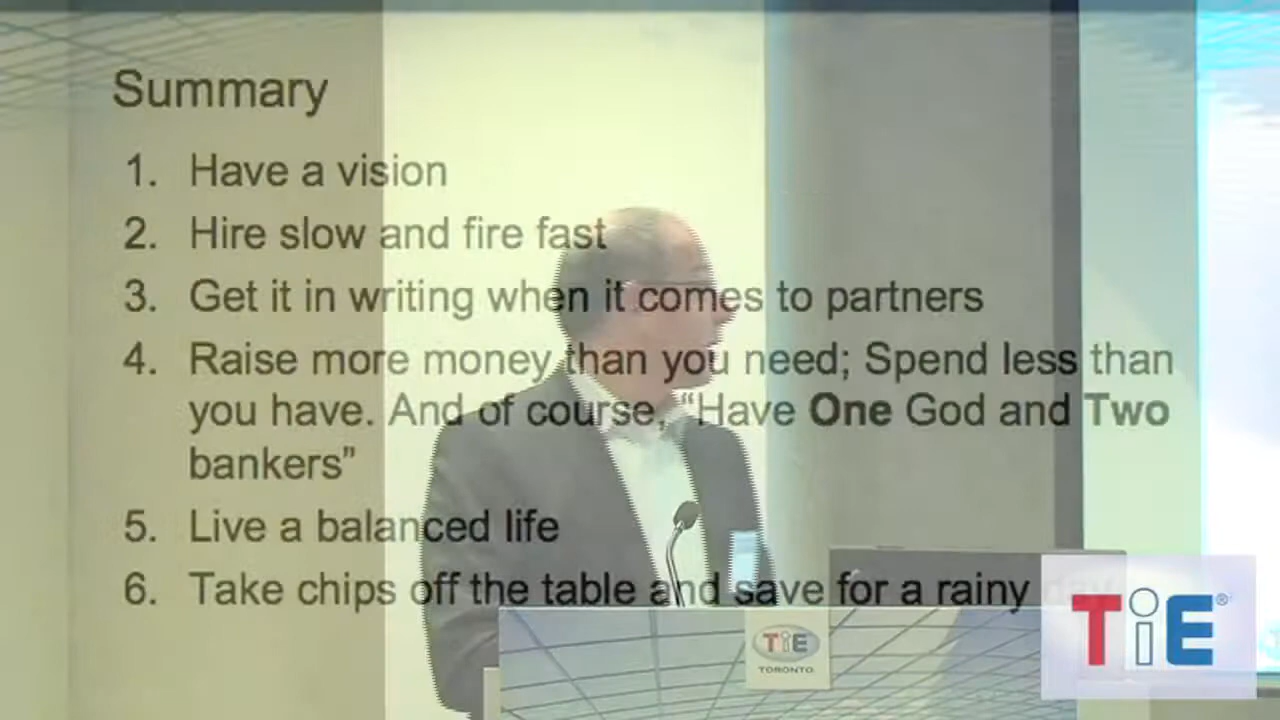 Summary
1. Have a vision
2. Hire slow and fire fast
3. Get it in writing when it comes to partners
4. Raise more money than you need; Spend less than
you have. And of course, “Have One God and Two
bankers”
5. Live a balanced life
6. Take chips off the table and save for a rainy day
TiE®
TiE
TORONTO